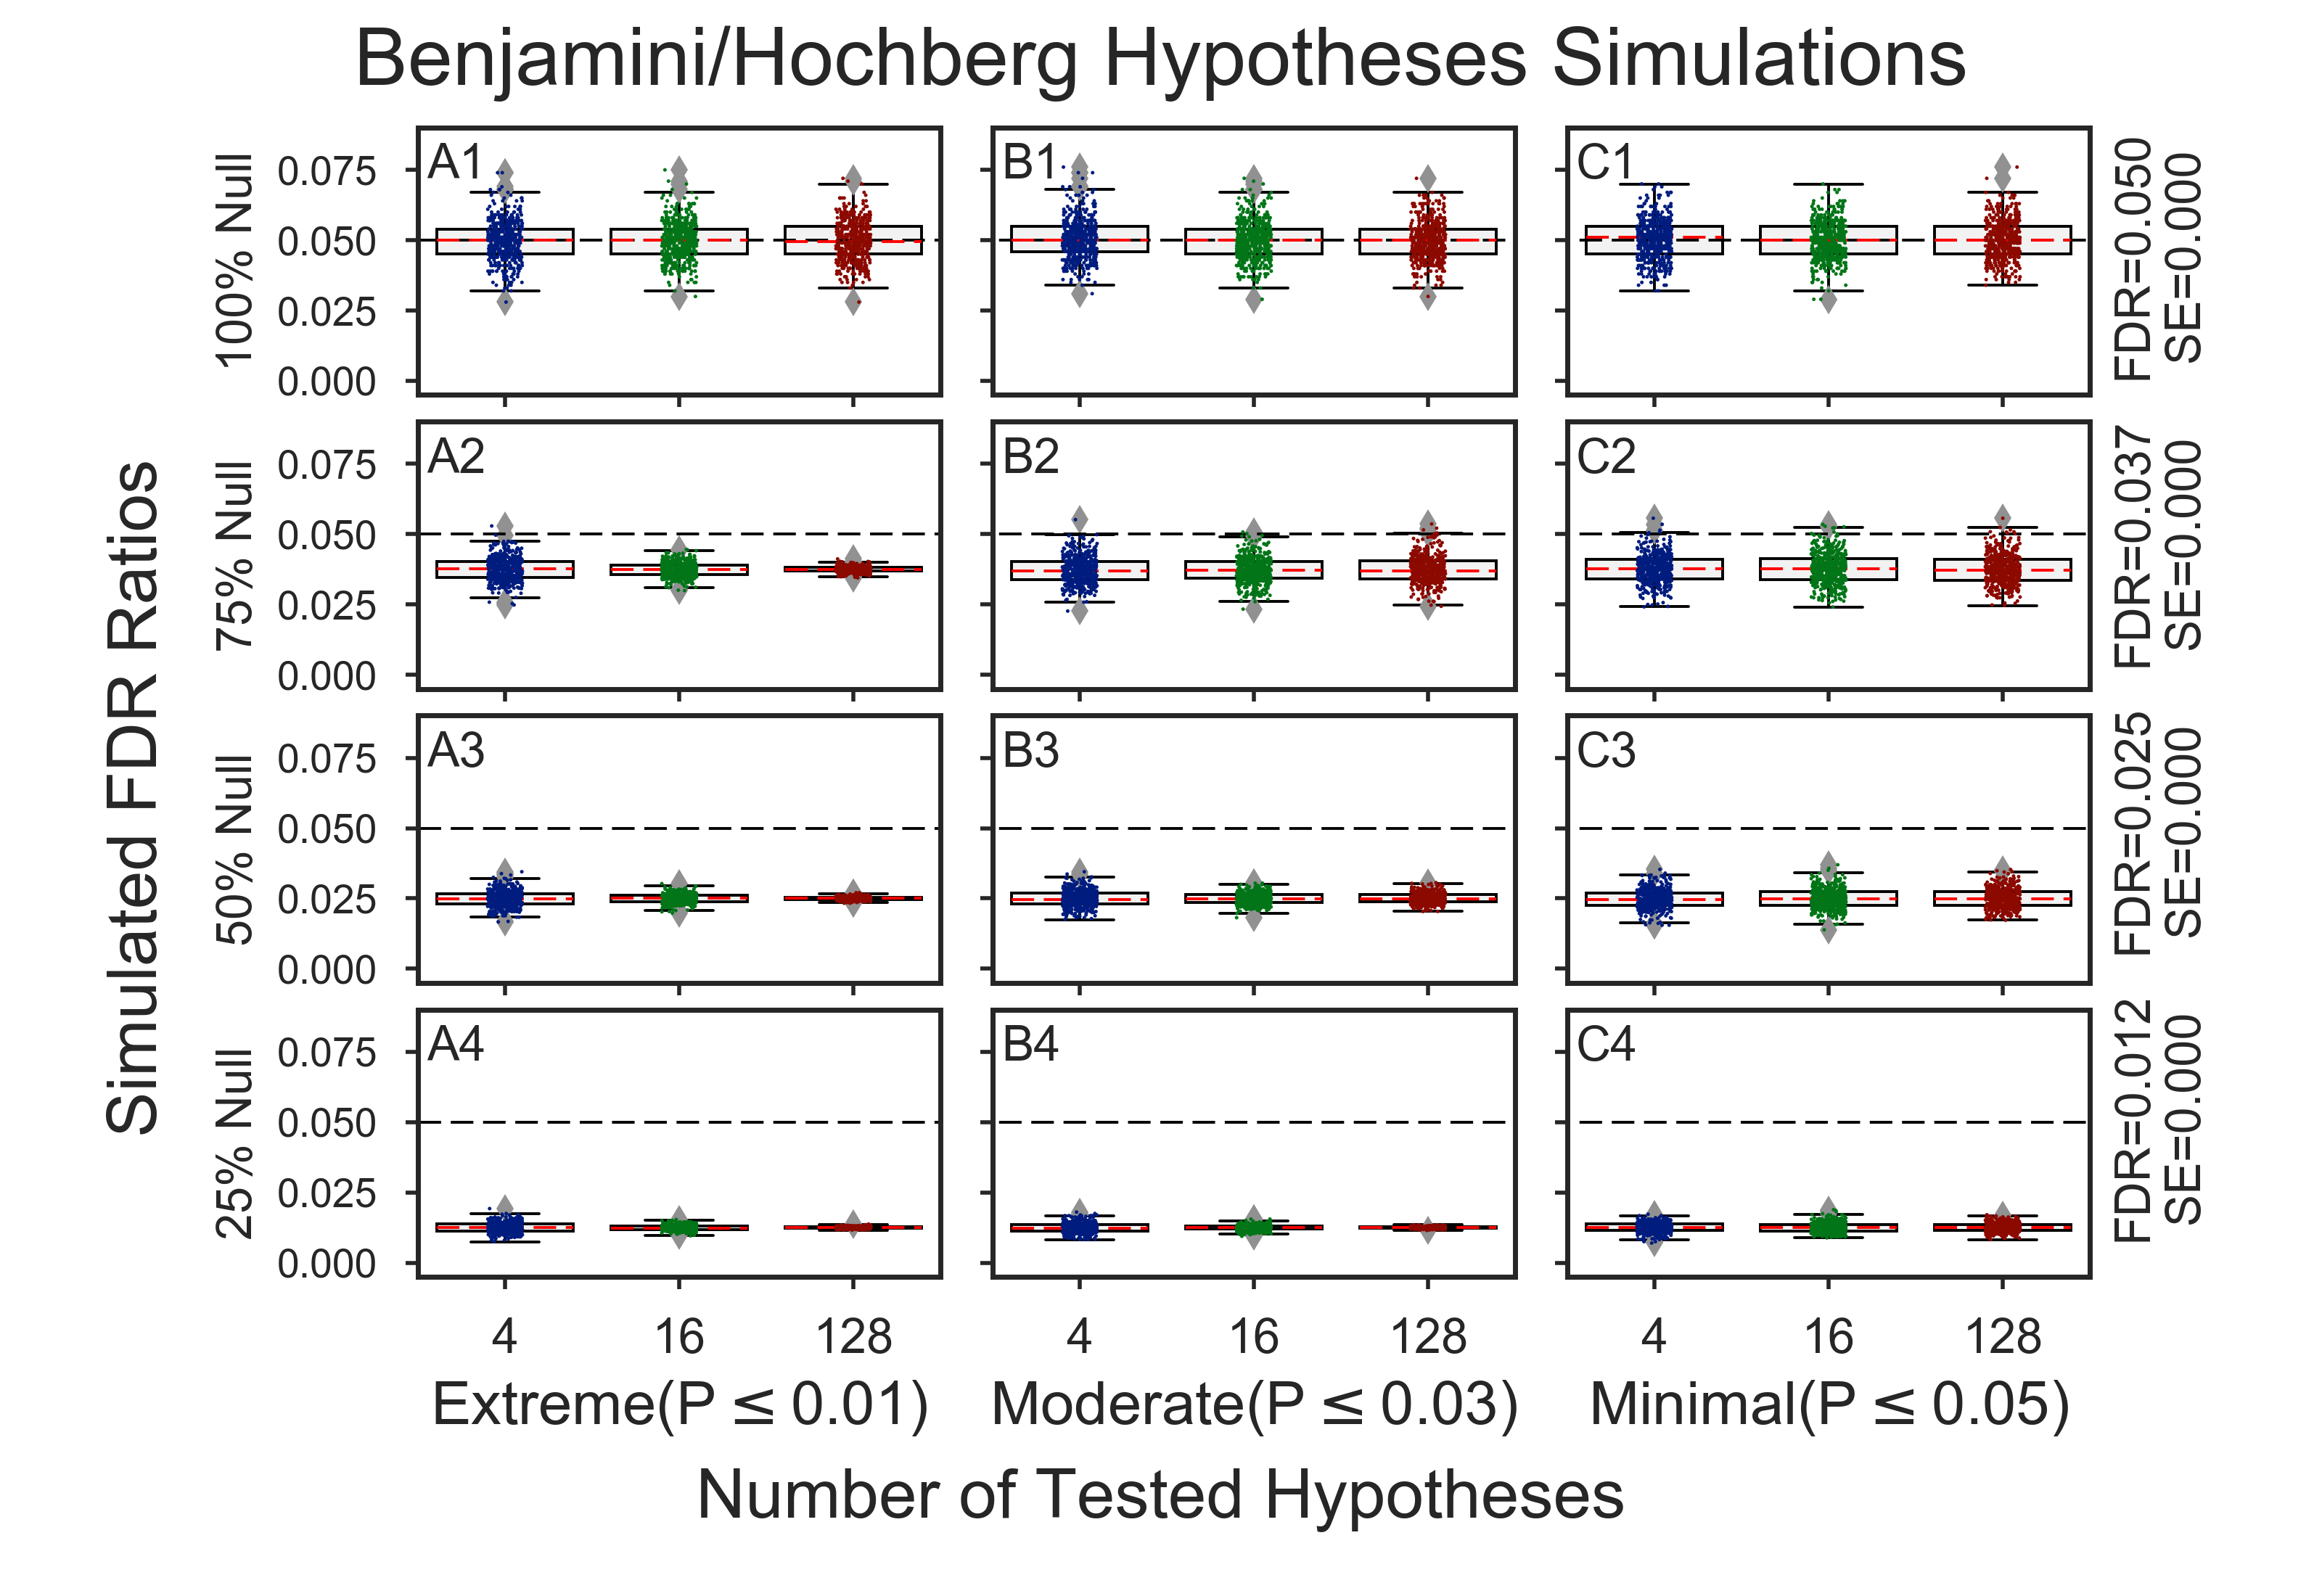 Benjamini/Hochberg Hypotheses Simulations
Simulated FDR Ratios
100% Null
0.075
0.050
0.025
0.000
A1
B1
C1
FDR=0.050
SE=0.000
75% Null
0.075
0.050
0.025
0.000
A2
B2
C2
FDR=0.037
SE=0.000
50% Null
0.075
0.050
0.025
0.000
A3
B3
C3
FDR=0.025
SE=0.000
25% Null
0.075
0.050
0.025
0.000
A4
B4
C4
FDR=0.012
SE=0.000
4 16 128
4 16 128
4 16 128
Extreme(P ≤ 0.01)
Moderate(P ≤ 0.03)
Minimal(P ≤ 0.05)
Number of Tested Hypotheses